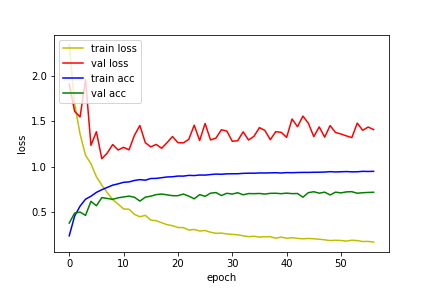 train loss
val loss
train acc
val acc
2.0
1.5
1.0
0.5
loss
0 10 20 30 40 50
epoch